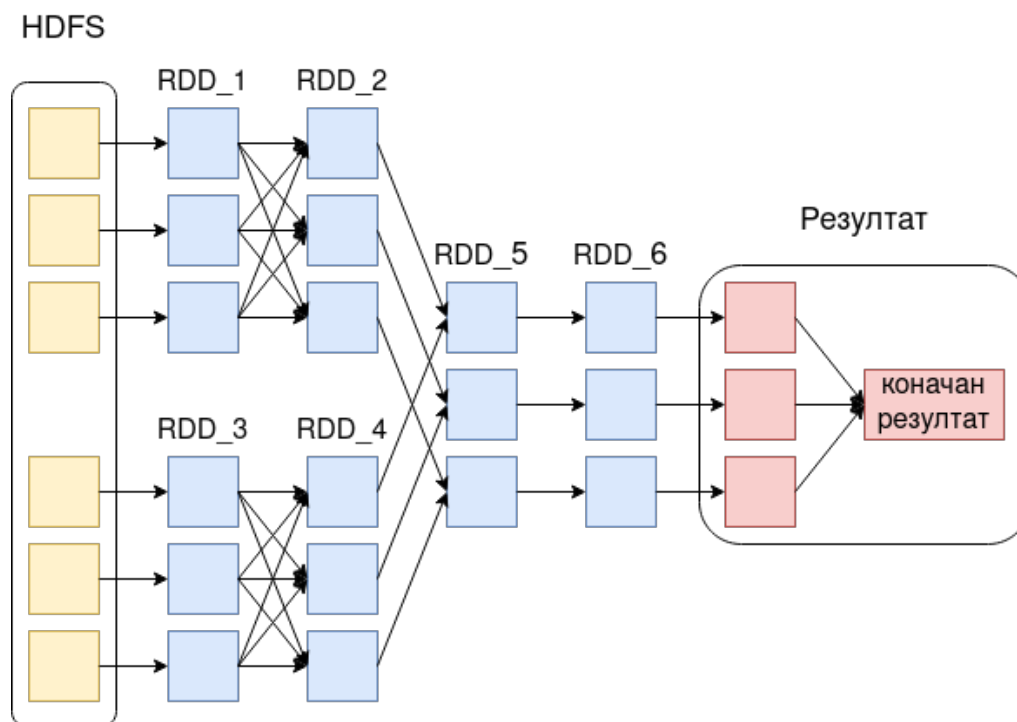 HDFS
RDD_1
RDD_2
RDD_5
RDD_6
Резултат
коначан
резултат
RDD_3
RDD_4